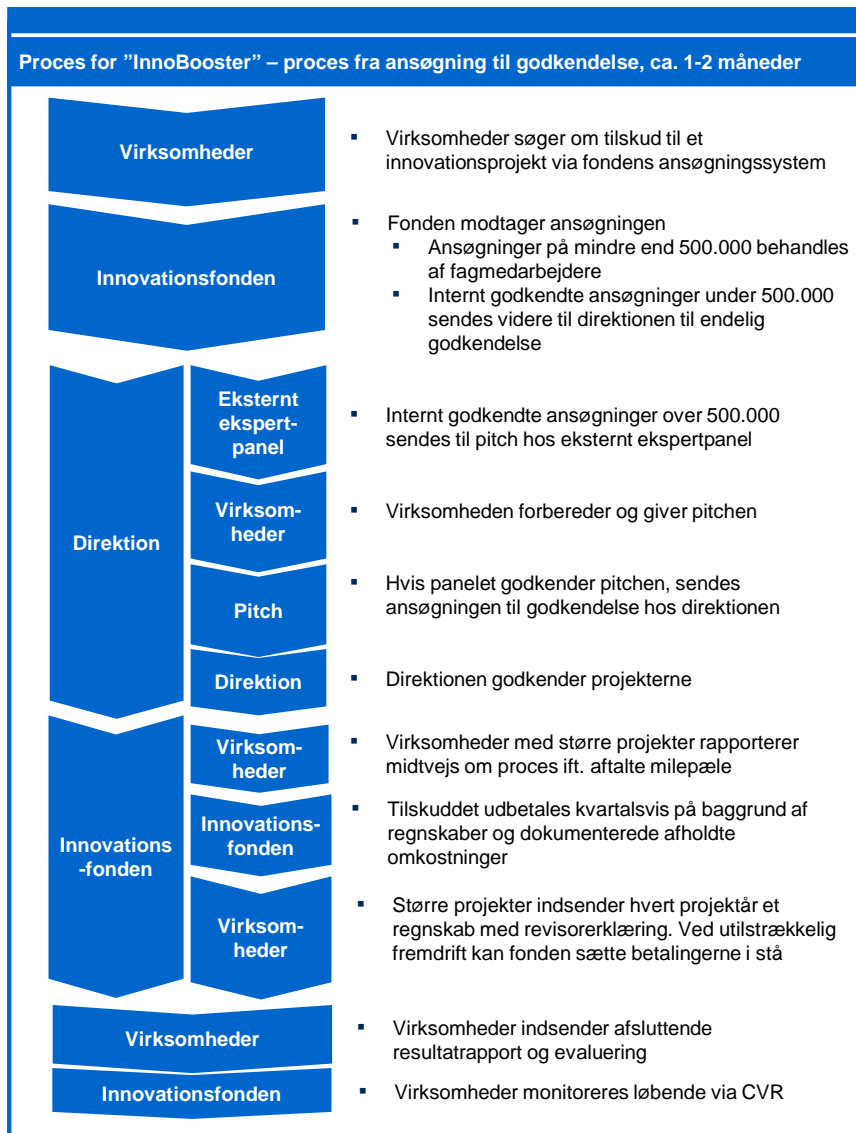 Proces for ”InnoBooster” – proces fra ansøgning til godkendelse, ca. 1-2 måneder
Virksomheder
▪ Virksomheder søger om tilskud til et
innovationsprojekt via fondens ansøgningssystem
Innovationsfonden
▪ Fonden modtager ansøgningen
▪ Ansøgninger på mindre end 500.000 behandles
af fagmedarbejdere
▪ Internt godkendte ansøgninger under 500.000
sendes videre til direktionen til endelig
godkendelse
Direktion
Eksternt
ekspert-
panel
▪ Internt godkendte ansøgninger over 500.000
sendes til pitch hos eksternt ekspertpanel
Virksom-
heder
▪ Virksomheden forbereder og giver pitchen
Pitch
▪ Hvis panelet godkender pitchen, sendes
ansøgningen til godkendelse hos direktionen
Direktion
▪ Direktionen godkender projekterne
Innovations
-fonden
Virksom-
heder
▪ Virksomheder med større projekter rapporterer
midtvejs om proces ift. aftalte milepæle
Innovations-
fonden
▪ Tilskuddet udbetales kvartalsvis på baggrund af
regnskaber og dokumenterede afholdte
omkostninger
Virksom-
heder
▪ Større projekter indsender hvert projektår et
regnskab med revisorerklæring. Ved utilstrækkelig
fremdrift kan fonden sætte betalingerne i stå
Virksomheder
▪ Virksomheder indsender afsluttende
resultatrapport og evaluering
Innovationsfonden
▪ Virksomheder monitoreres løbende via CVR